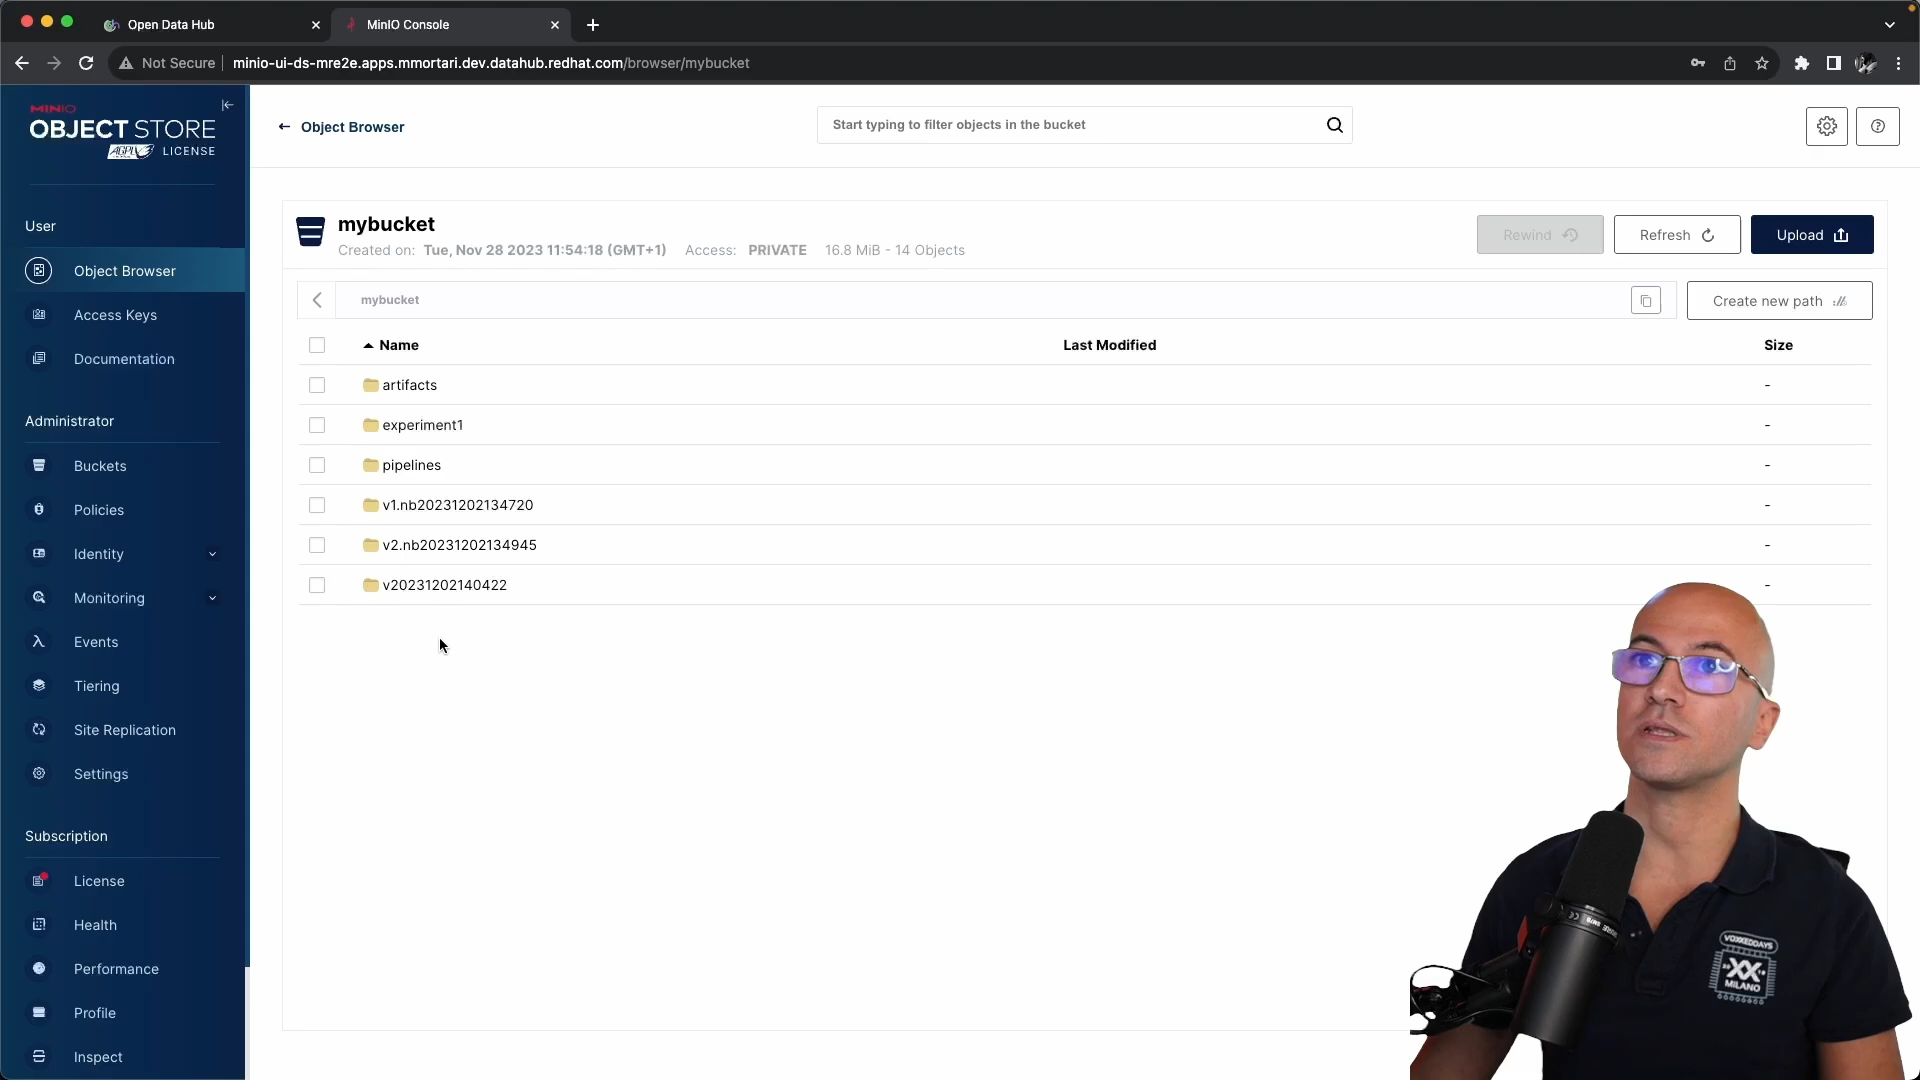 Open Data Hub
MinIO Console
Not Secure
minio-ui-ds-mre2e.apps.mmortari.dev.datahub.redhat.com/browser/mybucket
MINIO
OBJECT STORE
AGPLv3 LICENSE
Object Browser
Start typing to filter objects in the bucket
mybucket
Created on: Tue, Nov 28 2023 11:54:18 (GMT+1) Access: PRIVATE 16.8 MiB - 14 Objects
Rewind
Refresh
Upload
mybucket
Create new path
Name
Last Modified
Size
artifacts
-
experiment1
-
pipelines
-
v1.nb20231202134720
-
v2.nb20231202134945
-
v20231202140422
-
User
Object Browser
Access Keys
Documentation
Administrator
Buckets
Policies
Identity
Monitoring
Events
Tiering
Site Replication
Settings
Subscription
License
Health
Performance
Profile
Inspect
VOXXEDDAYS
XX
MILANO